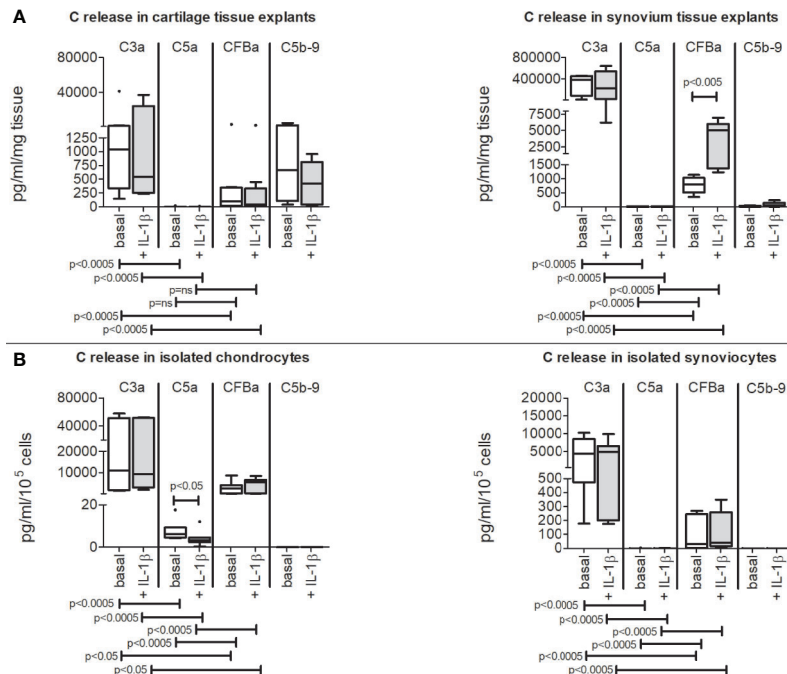 A
C release in cartilage tissue explants
C3a C5a CFBa C5b-9
pg/ml/mg tissue
80000
40000
1250
1000
750
500
250
0
basal IL-1β basal IL-1β basal IL-1β basal IL-1β
+ + + +
p<0.0005
p<0.0005
p=ns
p=ns
p<0.0005
p<0.0005
C release in synovium tissue explants
C3a C5a CFBa C5b-9
pg/ml/mg tissue
400000
7500
5000
2500
1500
1000
500
0
p<0.005
basal IL-1β basal IL-1β basal IL-1β basal IL-1β
+ + + +
p<0.0005
p<0.0005
p<0.0005
p<0.0005
p<0.0005
p<0.0005
B
C release in isolated chondrocytes
C3a C5a CFBa C5b-9
pg/ml/10⁵ cells
80000
40000
20000
10000
20
0
p<0.05
basal IL-1β basal IL-1β basal IL-1β basal IL-1β
+ + + +
p<0.0005
p<0.0005
p<0.0005
p<0.0005
p<0.05
p<0.05
C release in isolated synoviocytes
C3a C5a CFBa C5b-9
pg/ml/10⁵ cells
20000
15000
10000
5000
500
400
300
200
100
0
basal IL-1β basal IL-1β basal IL-1β basal IL-1β
+ + + +
p<0.0005
p<0.0005
p<0.0005
p<0.0005
p<0.0005
p<0.0005